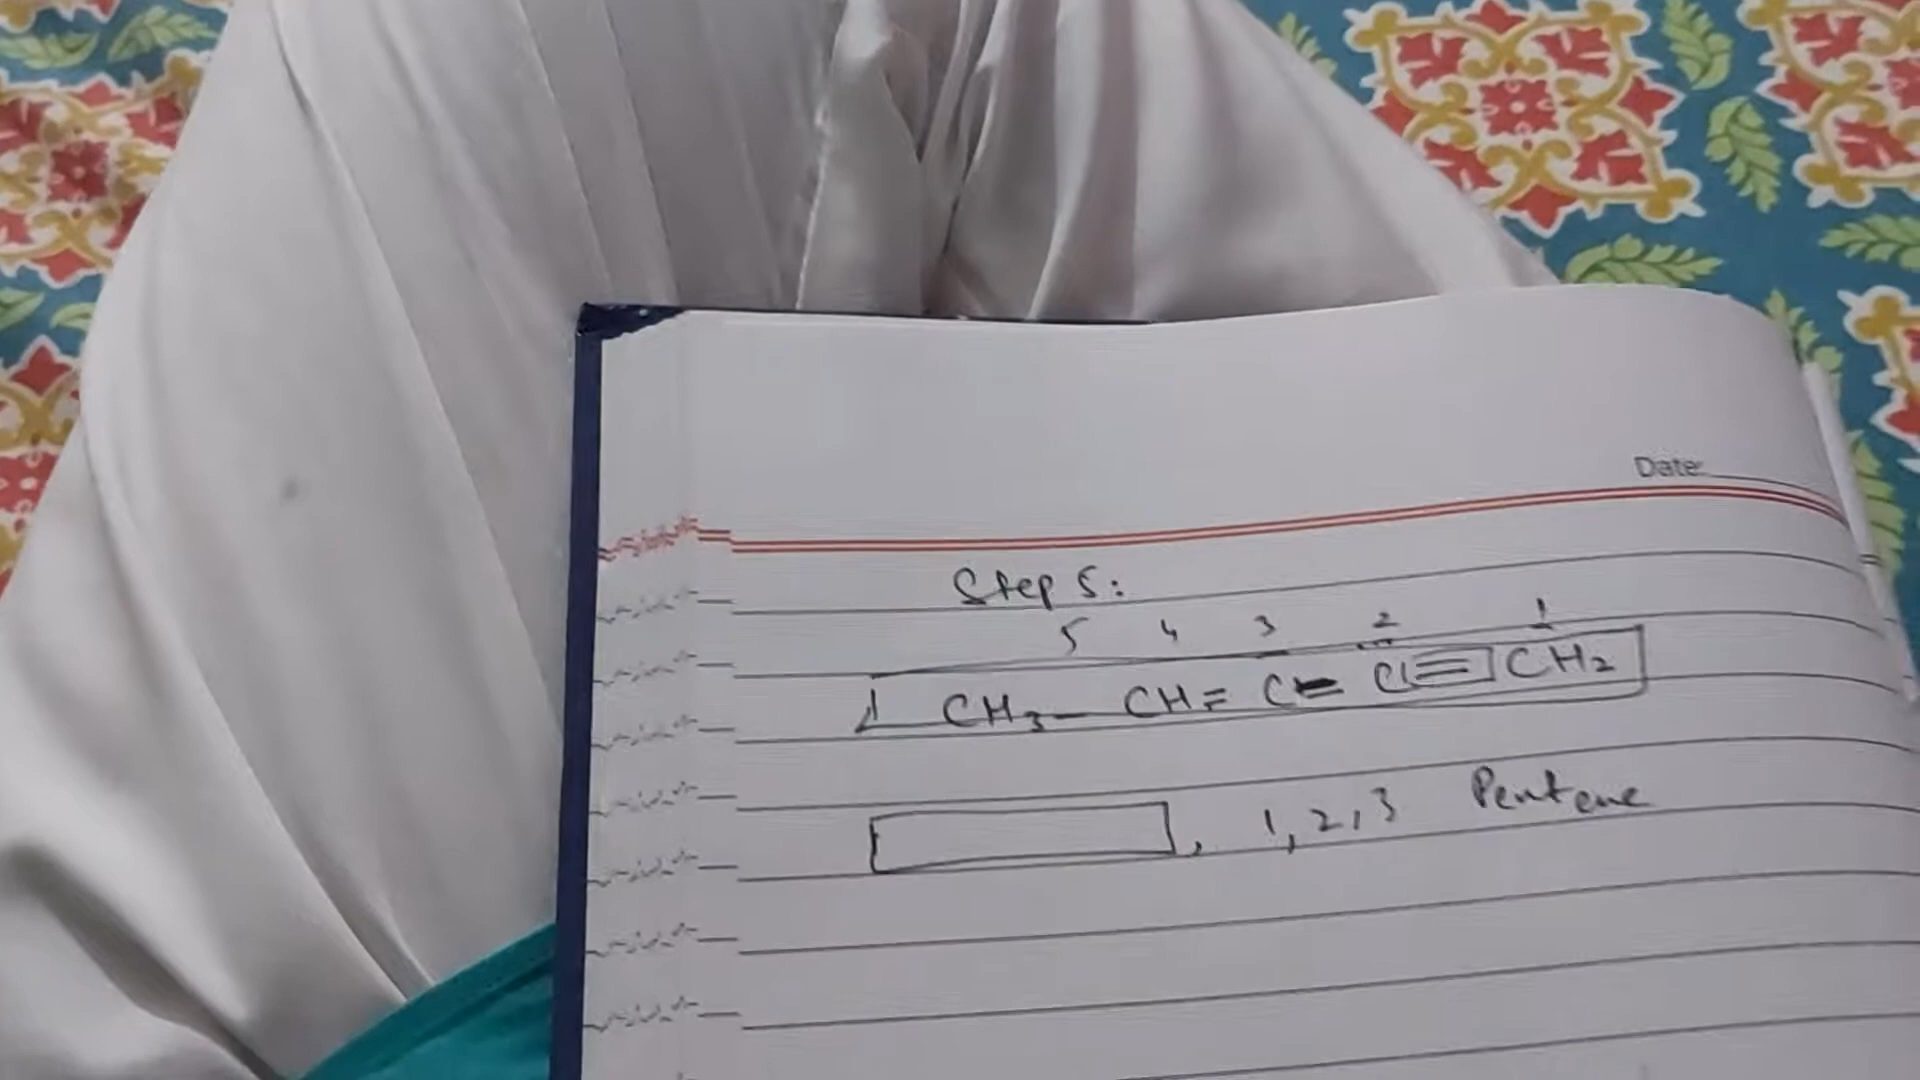 Date:
Step 5:
5 4 3 2 1
CH₃ — CH = C = C = CH₂
, 1, 2, 3 Pentene